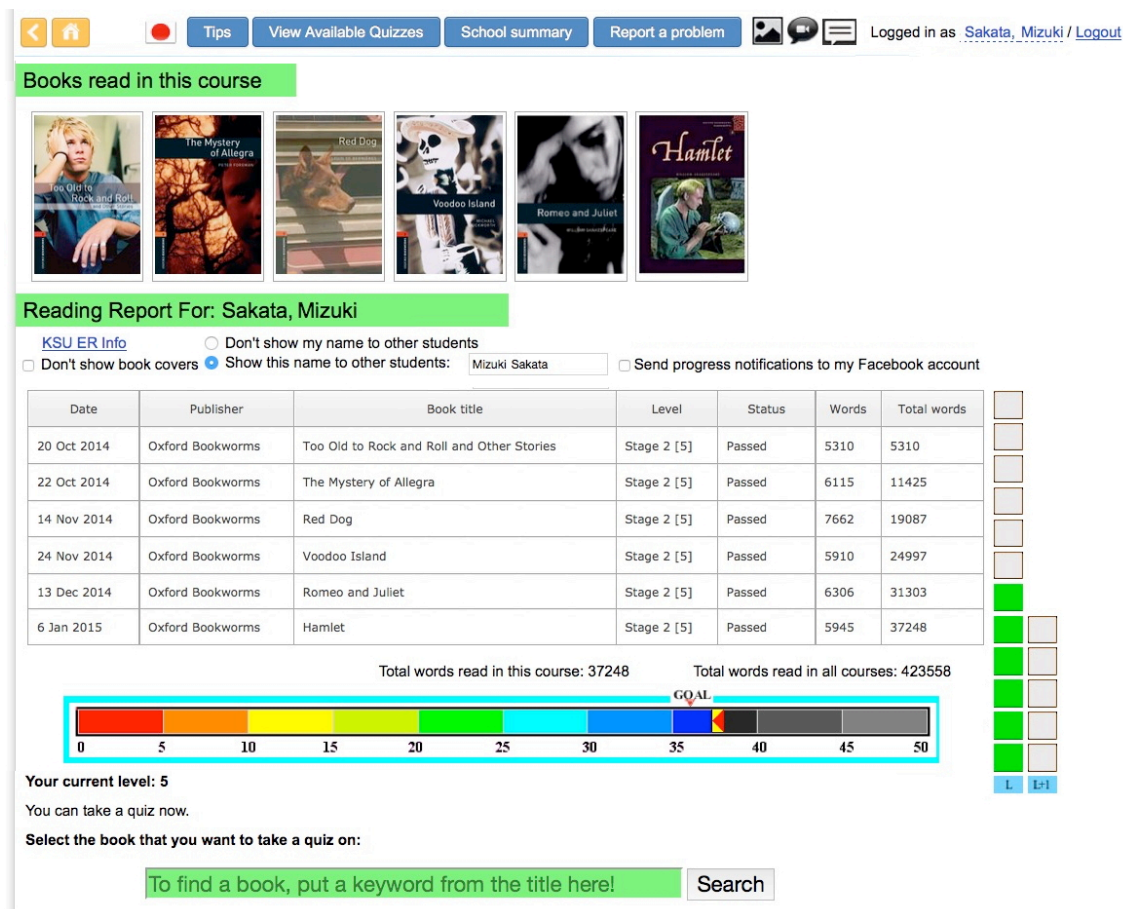 Tips View Available Quizzes School summary Report a problem Logged in as Sakata, Mizuki / Logout
Books read in this course
Too Old to
Rock and Roll
and Other Stories
The Mystery
of Allegra
PETER FOREMAN
Red Dog
Voodoo Island
MICHAEL
DUCKWORTH
Romeo and Juliet
WILLIAM SHAKESPEARE
Hamlet
WILLIAM SHAKESPEARE
Reading Report For: Sakata, Mizuki
KSU ER Info Don't show my name to other students
Don't show book covers Show this name to other students: Mizuki Sakata Send progress notifications to my Facebook account
Date Publisher Book title Level Status Words Total words
20 Oct 2014 Oxford Bookworms Too Old to Rock and Roll and Other Stories Stage 2 [5] Passed 5310 5310
22 Oct 2014 Oxford Bookworms The Mystery of Allegra Stage 2 [5] Passed 6115 11425
14 Nov 2014 Oxford Bookworms Red Dog Stage 2 [5] Passed 7662 19087
24 Nov 2014 Oxford Bookworms Voodoo Island Stage 2 [5] Passed 5910 24997
13 Dec 2014 Oxford Bookworms Romeo and Juliet Stage 2 [5] Passed 6306 31303
6 Jan 2015 Oxford Bookworms Hamlet Stage 2 [5] Passed 5945 37248
Total words read in this course: 37248 Total words read in all courses: 423558
GOAL
0 5 10 15 20 25 30 35 40 45 50
L L+1
Your current level: 5
You can take a quiz now.
Select the book that you want to take a quiz on:
To find a book, put a keyword from the title here! Search